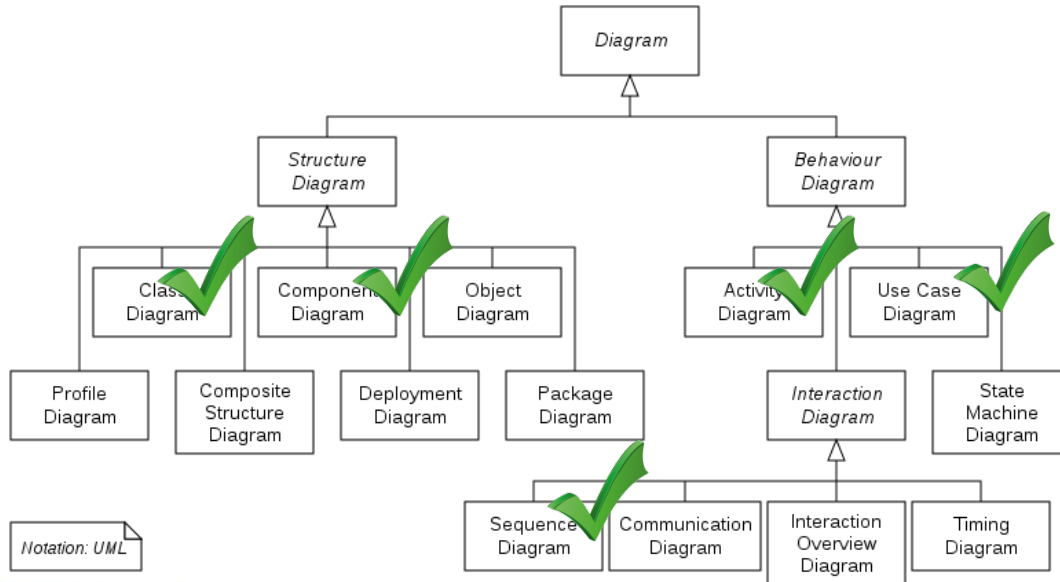 Diagram
Structure
Diagram
Behaviour
Diagram
Class
Diagram
Component
Diagram
Object
Diagram
Activity
Diagram
Use Case
Diagram
Profile
Diagram
Composite
Structure
Diagram
Deployment
Diagram
Package
Diagram
Interaction
Diagram
State
Machine
Diagram
Sequence
Diagram
Communication
Diagram
Interaction
Overview
Diagram
Timing
Diagram
Notation: UML